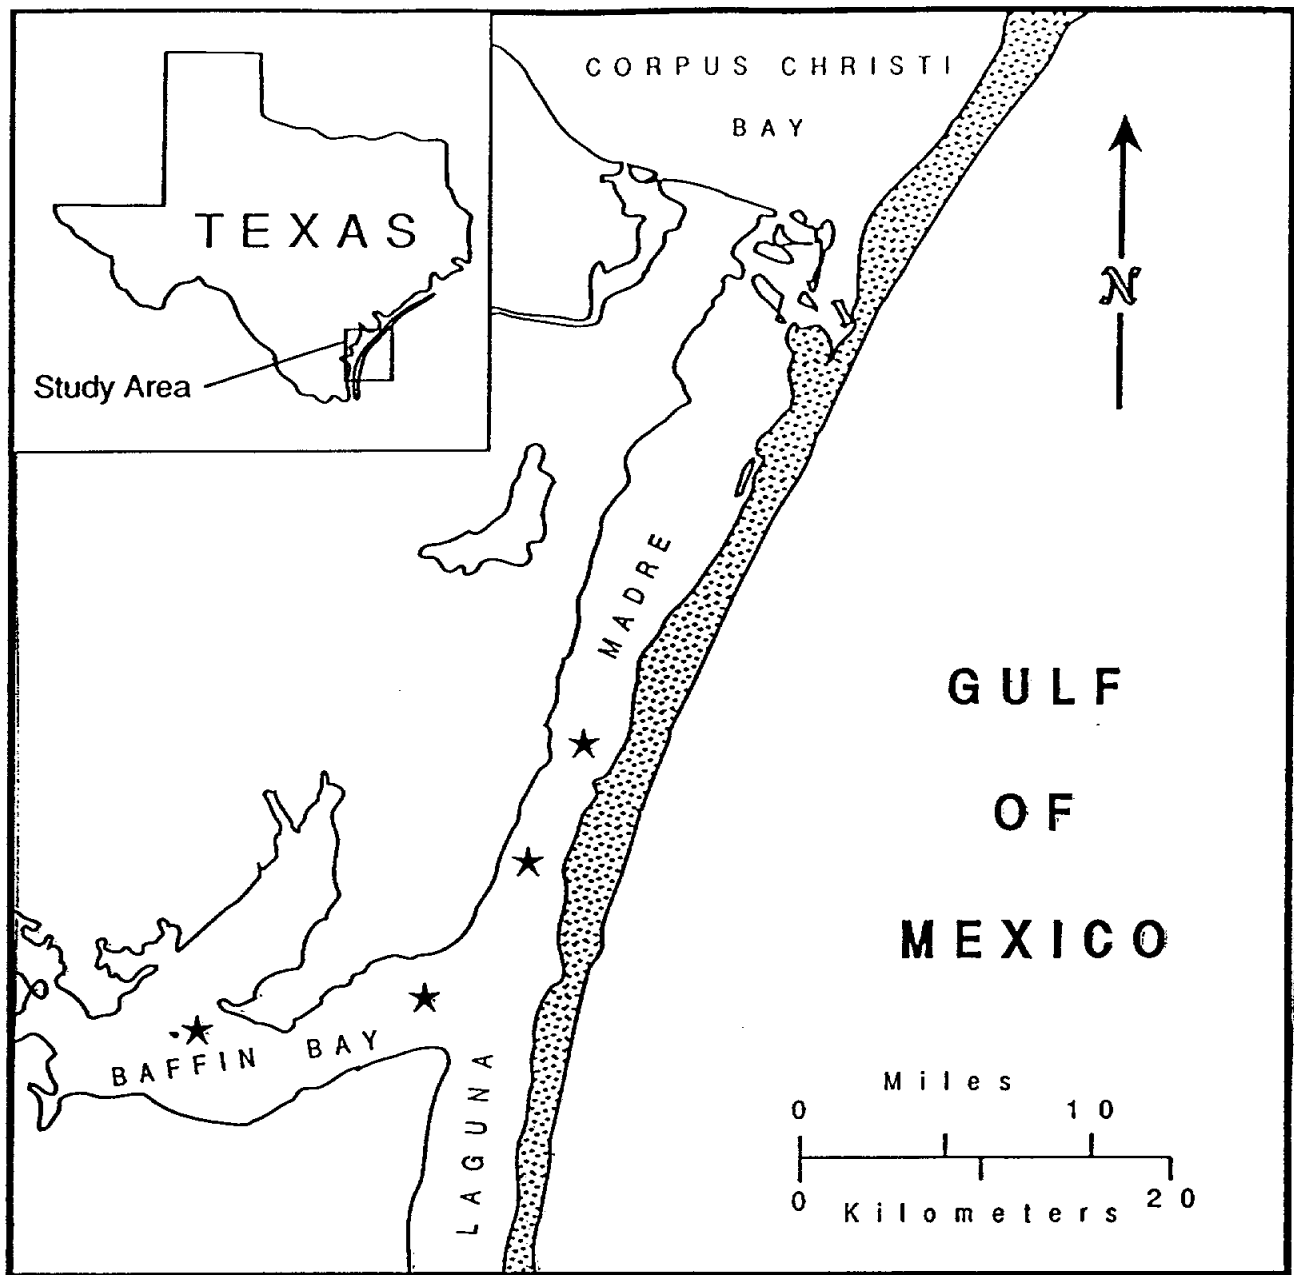 CORPUS CHRISTI
BAY
TEXAS
Study Area
N
MADRE
GULF
OF
MEXICO
BAFFIN BAY
LAGUNA
Miles
0 10
0 20
Kilometers